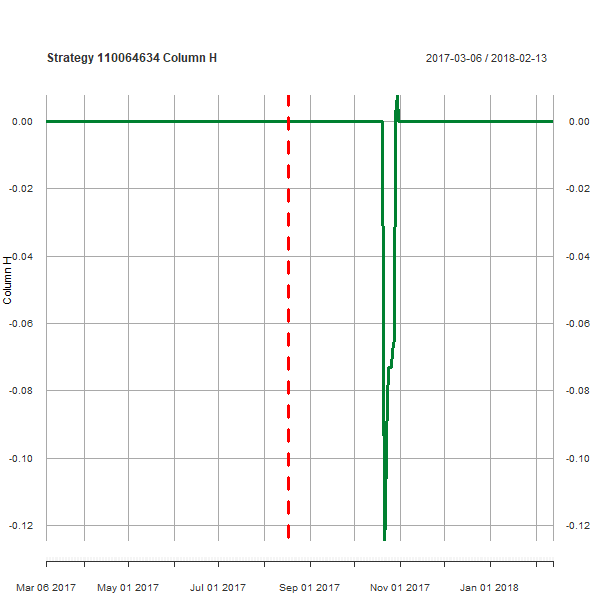 Strategy 110064634 Column H
2017-03-06 / 2018-02-13
0.00 0.00
-0.02 -0.02
-0.04 -0.04
Column H
-0.06 -0.06
-0.08 -0.08
-0.10 -0.10
-0.12 -0.12
Mar 06 2017 May 01 2017 Jul 01 2017 Sep 01 2017 Nov 01 2017 Jan 01 2018